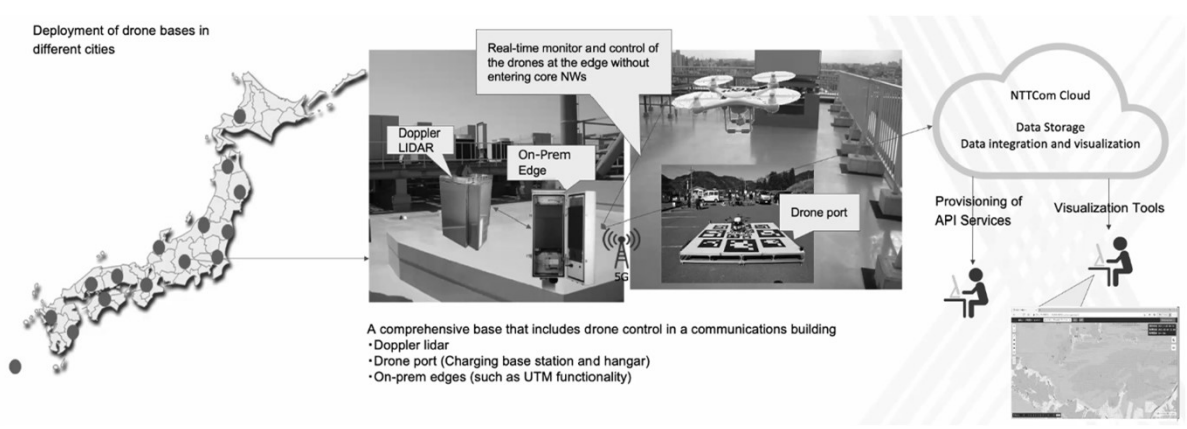 Deployment of drone bases in
different cities
Real-time monitor and control of
the drones at the edge without
entering core NWs
Doppler
LIDAR
On-Prem
Edge
5G
Drone port
NTTCom Cloud
Data Storage
Data integration and visualization
Provisioning of
API Services
Visualization Tools
A comprehensive base that includes drone control in a communications building
・Doppler lidar
・Drone port (Charging base station and hangar)
・On-prem edges (such as UTM functionality)